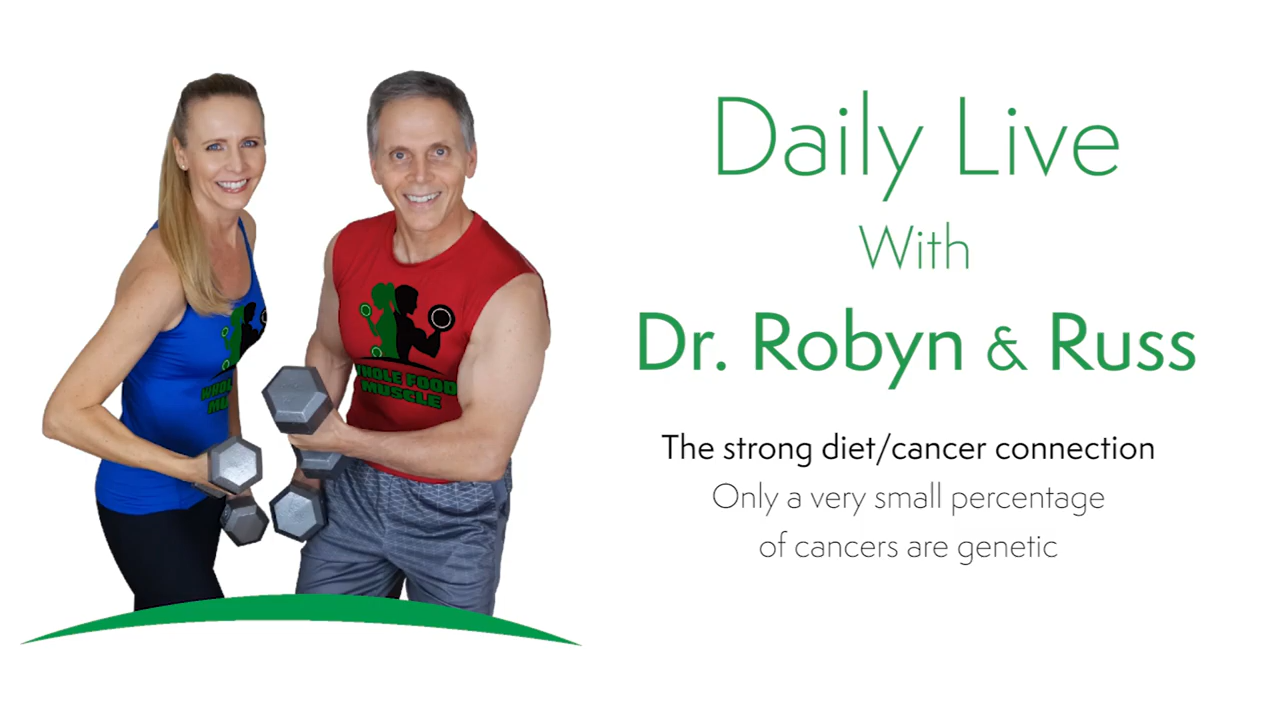 Daily Live
With
Dr. Robyn & Russ
The strong diet/cancer connection
Only a very small percentage
of cancers are genetic
WHOLE FOOD
MUSCLE